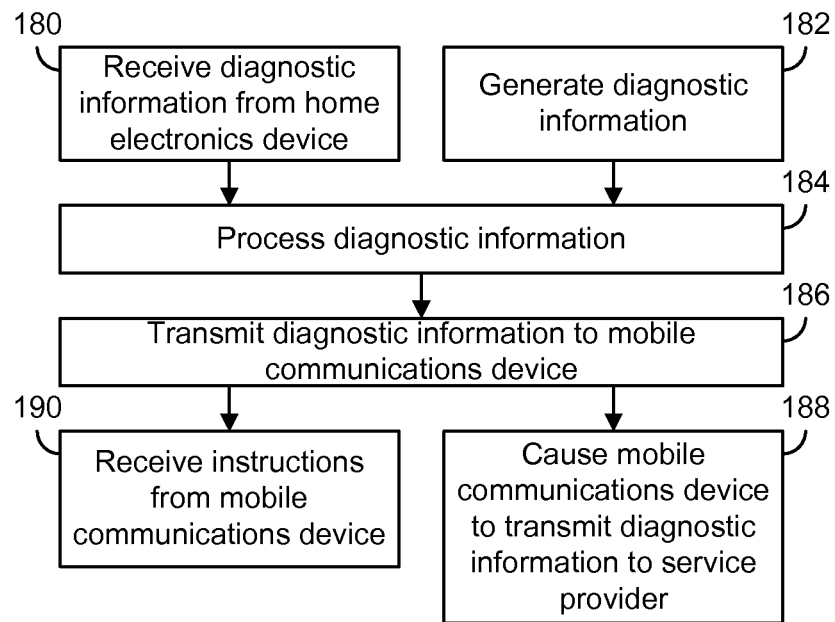 180
Receive diagnostic
information from home
electronics device
182
Generate diagnostic
information
184
Process diagnostic information
186
Transmit diagnostic information to mobile
communications device
190
Receive instructions
from mobile
communications device
188
Cause mobile
communications device
to transmit diagnostic
information to service
provider